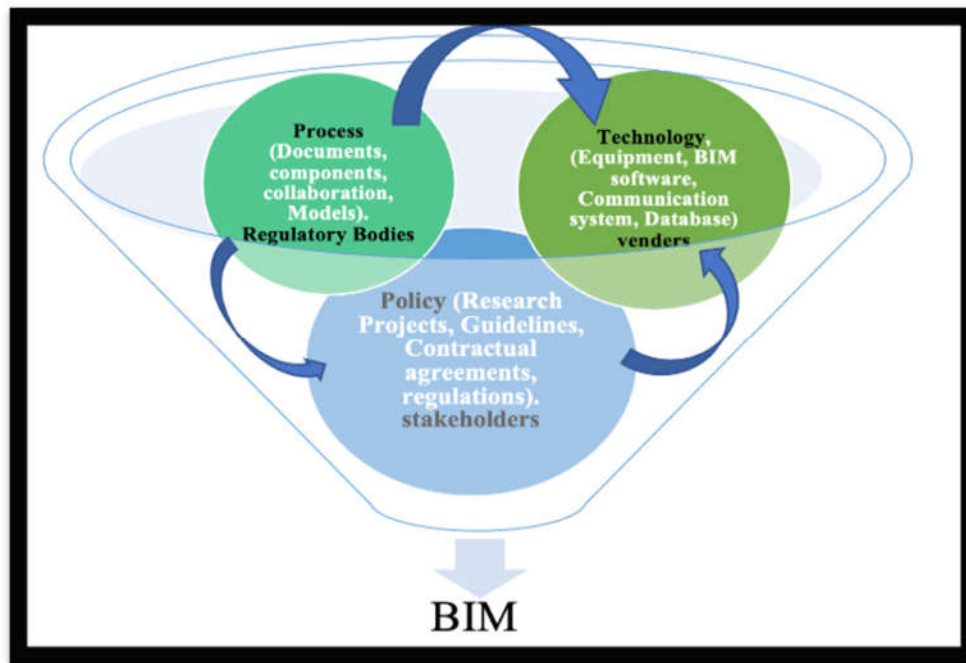 Process
(Documents,
components,
collaboration,
Models).
Regulatory Bodies
Technology,
(Equipment, BIM
software,
Communication
system, Database)
venders
Policy (Research
Projects, Guidelines,
Contractual
agreements,
regulations).
stakeholders
BIM